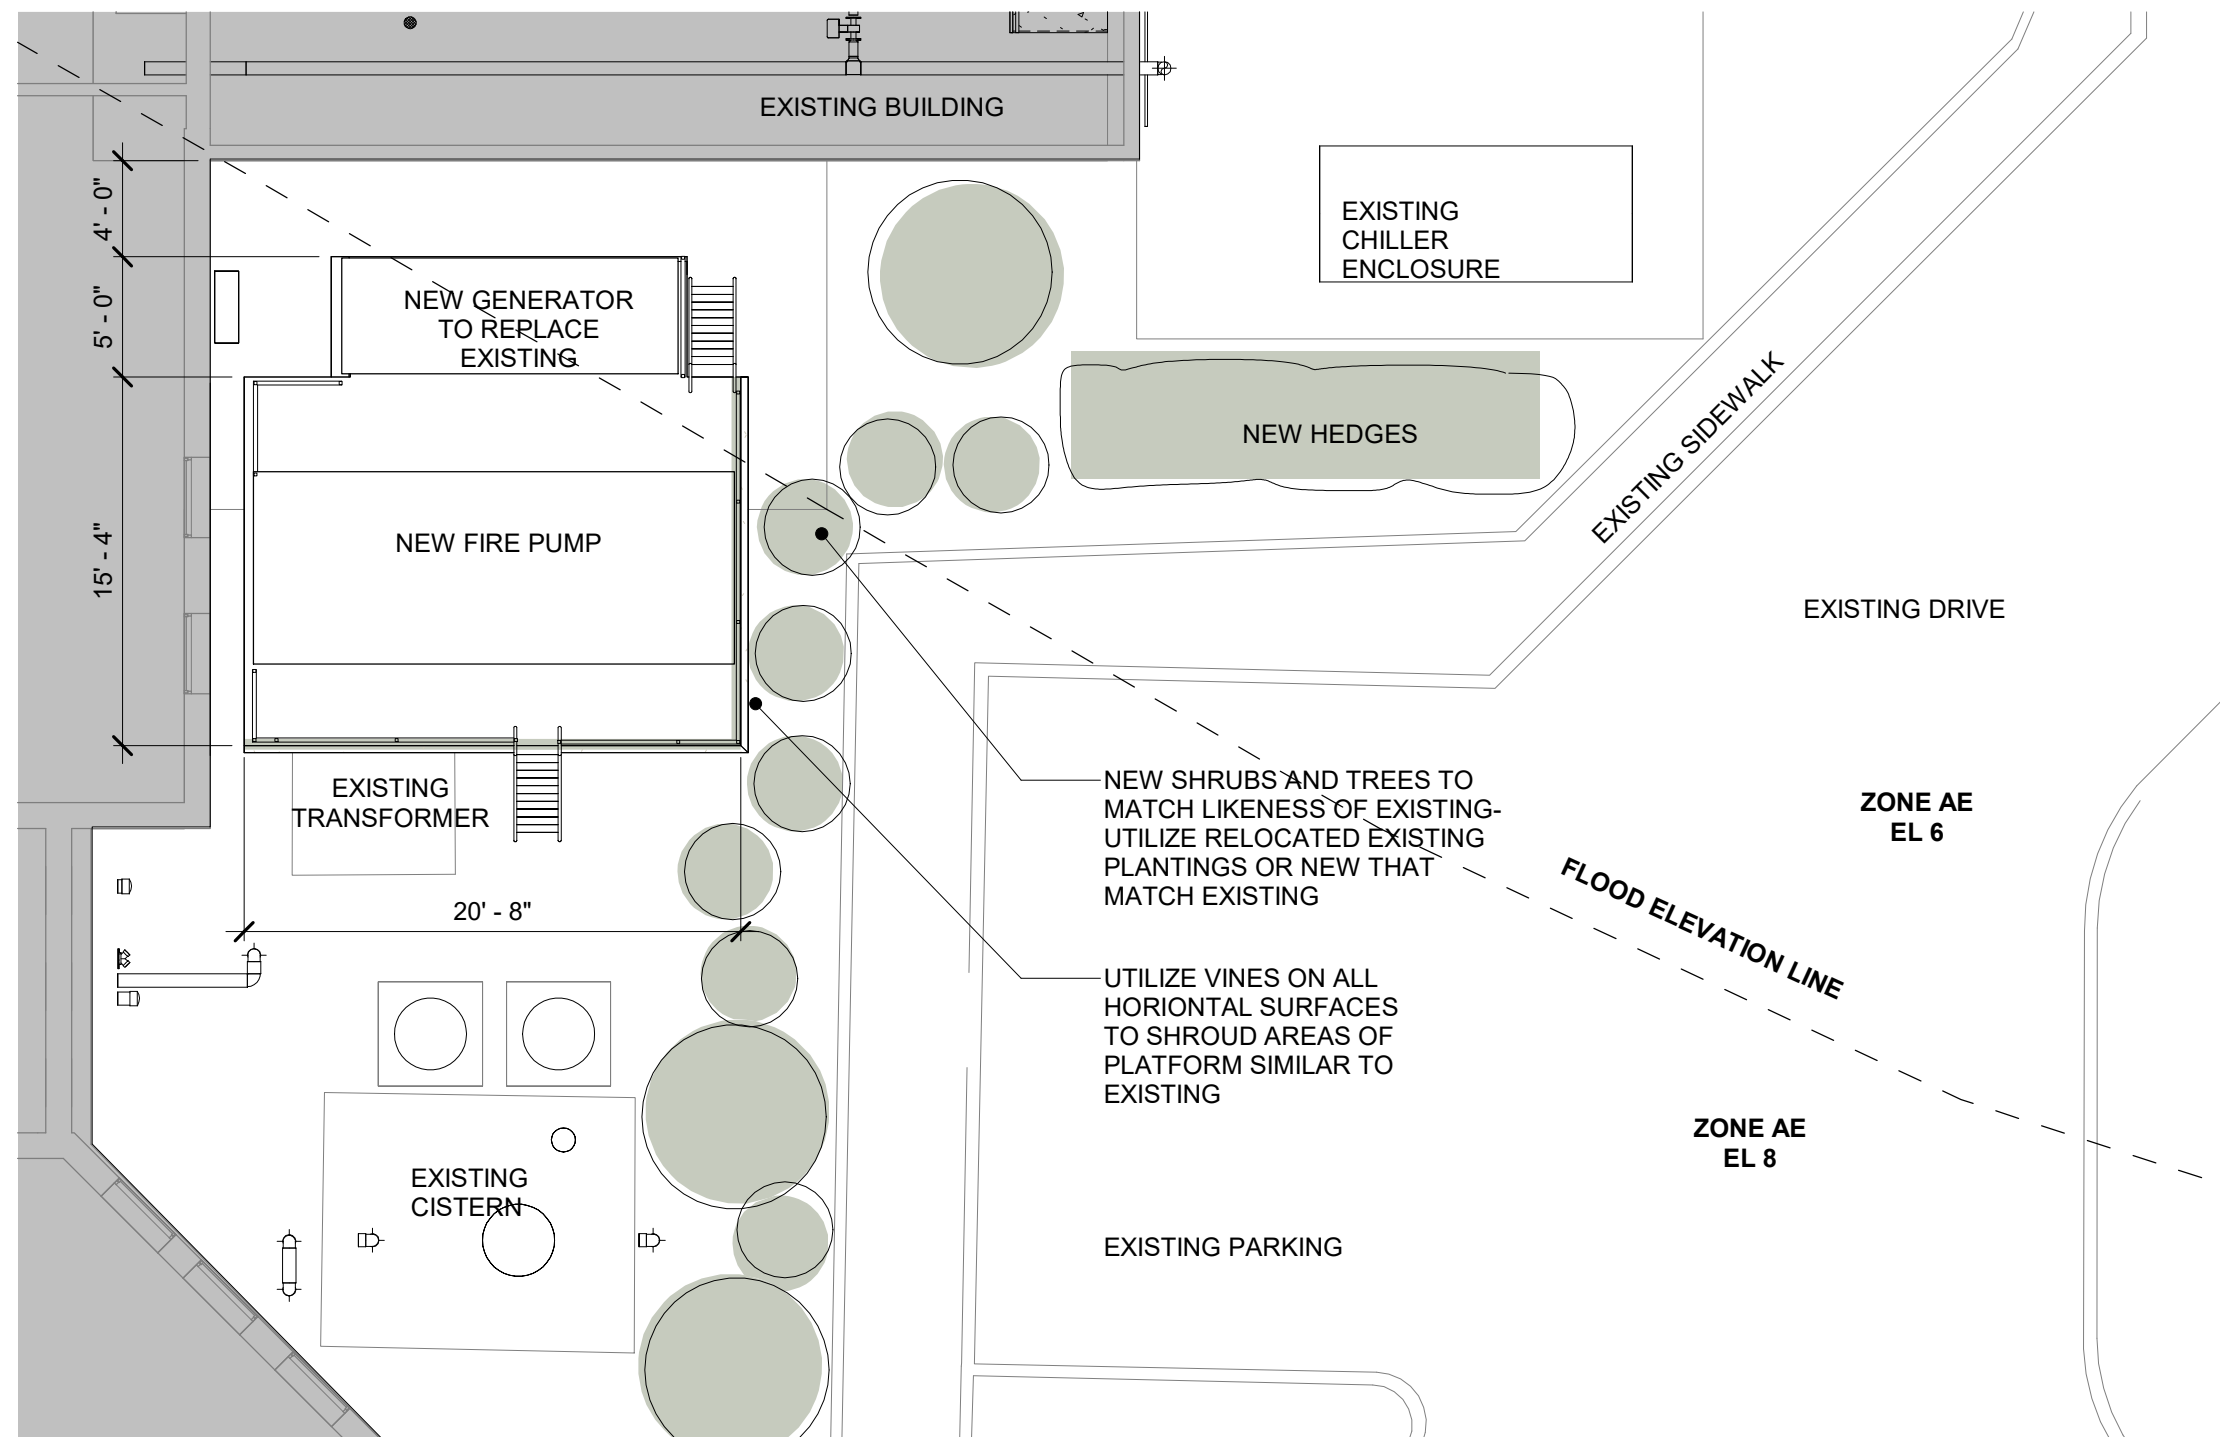 EXISTING BUILDING
4' - 0"
5' - 0"
15' - 4"
EXISTING
CHILLER
ENCLOSURE
NEW GENERATOR
TO REPLACE
EXISTING
NEW HEDGES
EXISTING SIDEWALK
NEW FIRE PUMP
EXISTING DRIVE
EXISTING
TRANSFORMER
20' - 8"
NEW SHRUBS AND TREES TO
MATCH LIKENESS OF EXISTING-
UTILIZE RELOCATED EXISTING
PLANTINGS OR NEW THAT
MATCH EXISTING
ZONE AE
EL 6
FLOOD ELEVATION LINE
UTILIZE VINES ON ALL
HORIONTAL SURFACES
TO SHROUD AREAS OF
PLATFORM SIMILAR TO
EXISTING
ZONE AE
EL 8
EXISTING
CISTERN
EXISTING PARKING